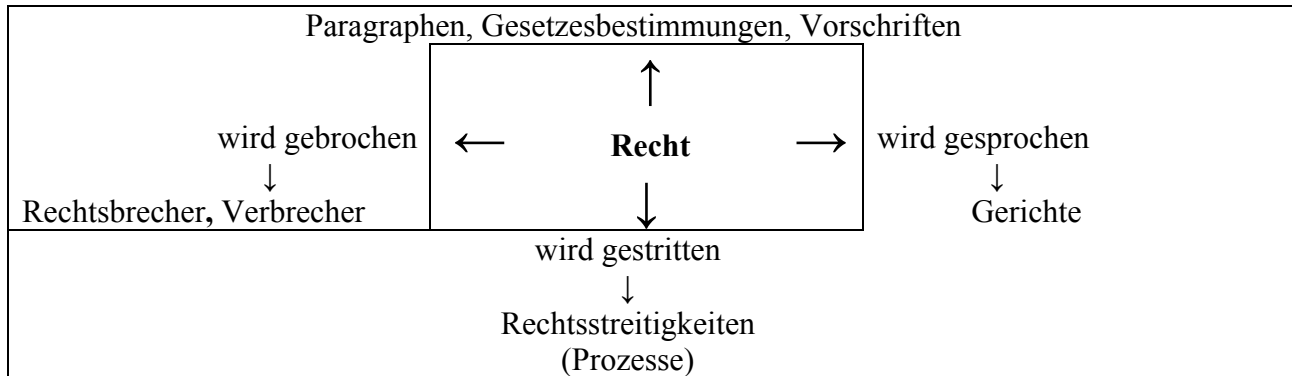 Paragraphen, Gesetzesbestimmungen, Vorschriften
↑
wird gebrochen ← Recht → wird gesprochen
↓ ↓
Rechtsbrecher, Verbrecher ↓ Gerichte
wird gestritten
↓
Rechtsstreitigkeiten
(Prozesse)